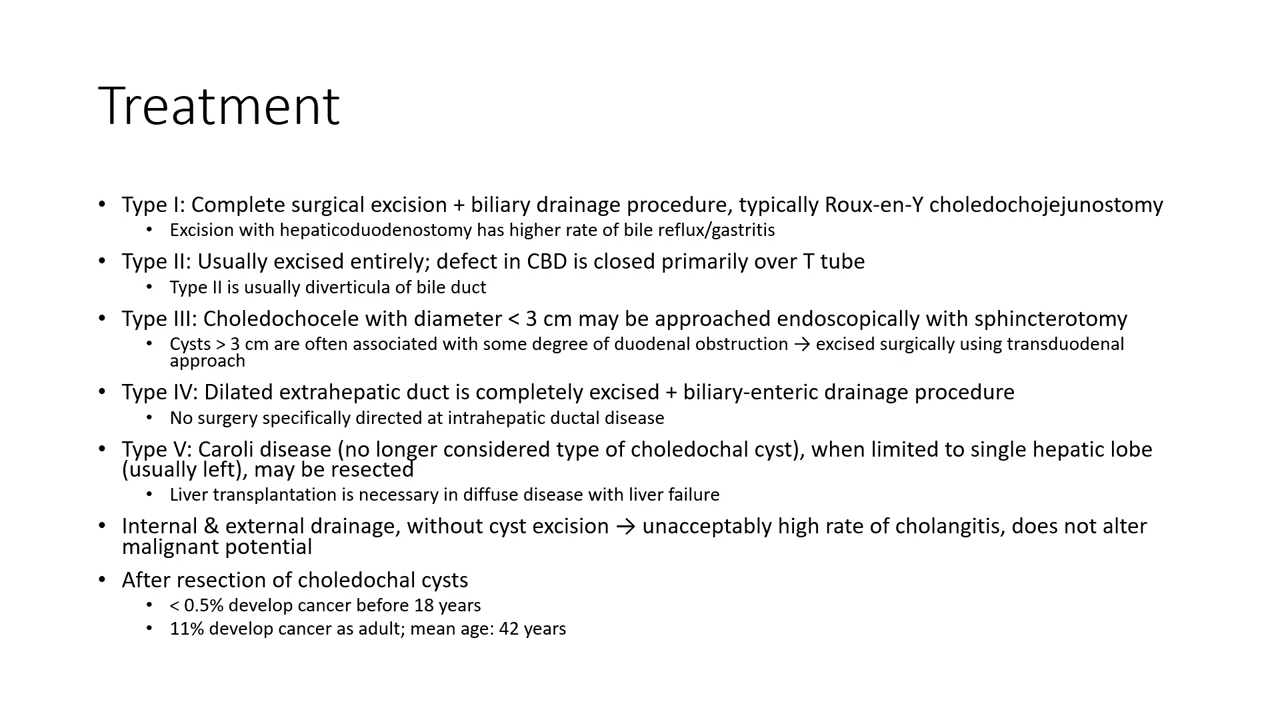 Treatment
• Type I: Complete surgical excision + biliary drainage procedure, typically Roux-en-Y choledochojejunostomy
• Excision with hepaticoduodenostomy has higher rate of bile reflux/gastritis
• Type II: Usually excised entirely; defect in CBD is closed primarily over T tube
• Type II is usually diverticula of bile duct
• Type III: Choledochocele with diameter < 3 cm may be approached endoscopically with sphincterotomy
• Cysts > 3 cm are often associated with some degree of duodenal obstruction → excised surgically using transduodenal
approach
• Type IV: Dilated extrahepatic duct is completely excised + biliary-enteric drainage procedure
• No surgery specifically directed at intrahepatic ductal disease
• Type V: Caroli disease (no longer considered type of choledochal cyst), when limited to single hepatic lobe
(usually left), may be resected
• Liver transplantation is necessary in diffuse disease with liver failure
• Internal & external drainage, without cyst excision → unacceptably high rate of cholangitis, does not alter
malignant potential
• After resection of choledochal cysts
• < 0.5% develop cancer before 18 years
• 11% develop cancer as adult; mean age: 42 years